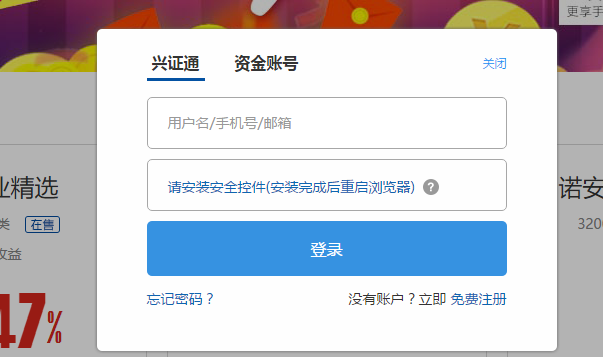 更享手
兴证通 资金账号 关闭
用户名/手机号/邮箱
请安装安全控件(安装完成后重启浏览器) ?
登录
忘记密码？ 没有账户？立即 免费注册
业精选
类 在售
收益
47%
诺安
320